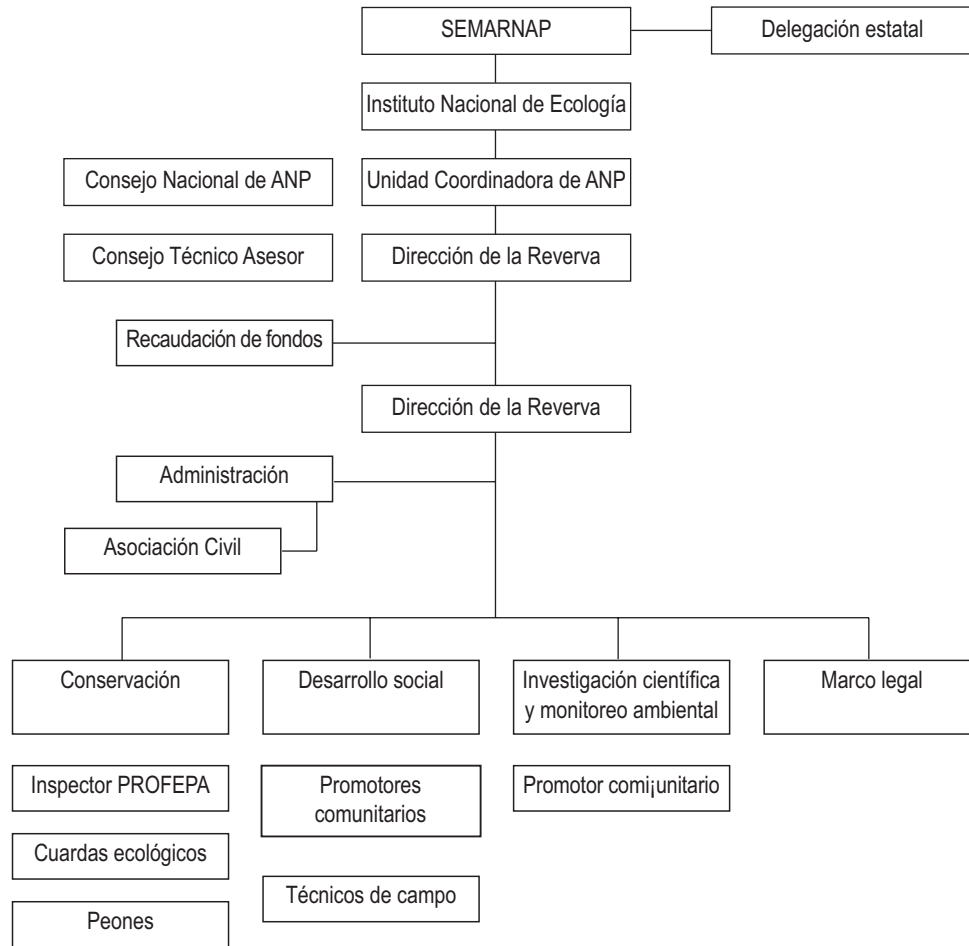 SEMARNAP
Delegación estatal
Instituto Nacional de Ecología
Consejo Nacional de ANP
Unidad Coordinadora de ANP
Consejo Técnico Asesor
Dirección de la Reverva
Recaudación de fondos
Dirección de la Reverva
Administración
Asociación Civil
Conservación
Desarrollo social
Investigación científica
y monitoreo ambiental
Marco legal
Inspector PROFEPA
Promotores
comunitarios
Promotor comi¡unitario
Cuardas ecológicos
Técnicos de campo
Peones